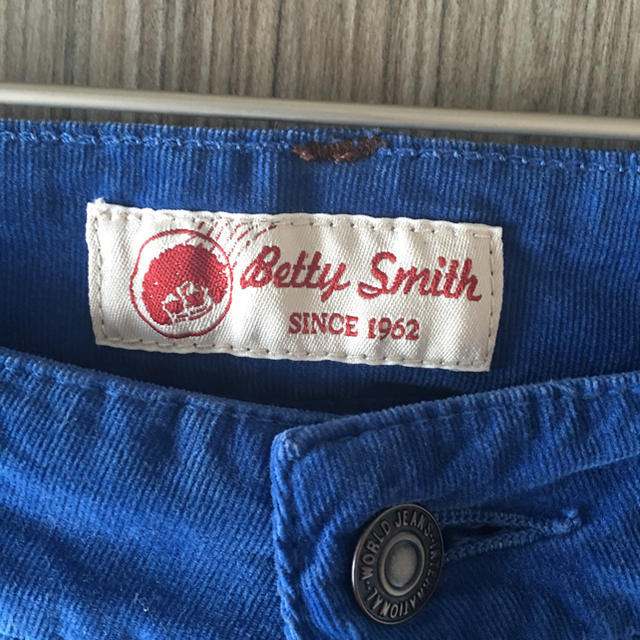 Betty Smith
SINCE 1962
WORLD JEANS INTERNATIONAL